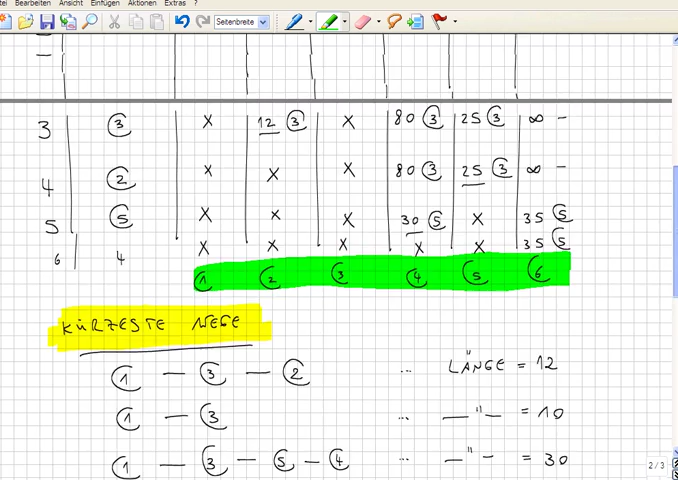 tei Bearbeiten Ansicht Einfügen Aktionen Extras ?
Seitenbreite
3 ③ X 12 ③ X 80 ③ 25 ③ ∞ -
4 ② X X X 80 ③ 25 ③ ∞ -
5 ⑤ X X X 30 ⑤ X 35 ⑤
6 4 X X X X X 35 ⑤
① ② ③ ④ ⑤ ⑥
KÜRZESTE WEGE
① — ③ — ② ... LÄNGE = 12
① — ③ ... —"— = 10
① — ③ — ⑤ — ④ ... —"— = 30
2/3